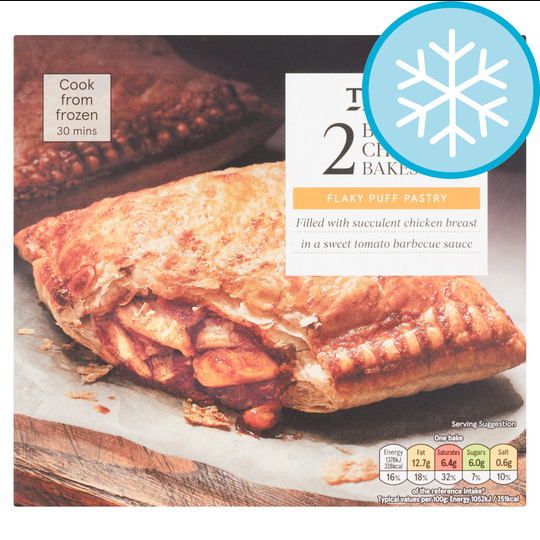 Cook
from
frozen
30 mins
2
BAKES
FLAKY PUFF PASTRY
Filled with succulent chicken breast
in a sweet tomato barbecue sauce
Serving Suggestion
One bake
Energy Fat Saturates Sugars Salt
1378kJ
328kcal
12.7g 6.4g 6.0g 0.6g
16% 18% 32% 7% 10%
of the reference intake*
Typical values per 100g: Energy 1052kJ / 251kcal